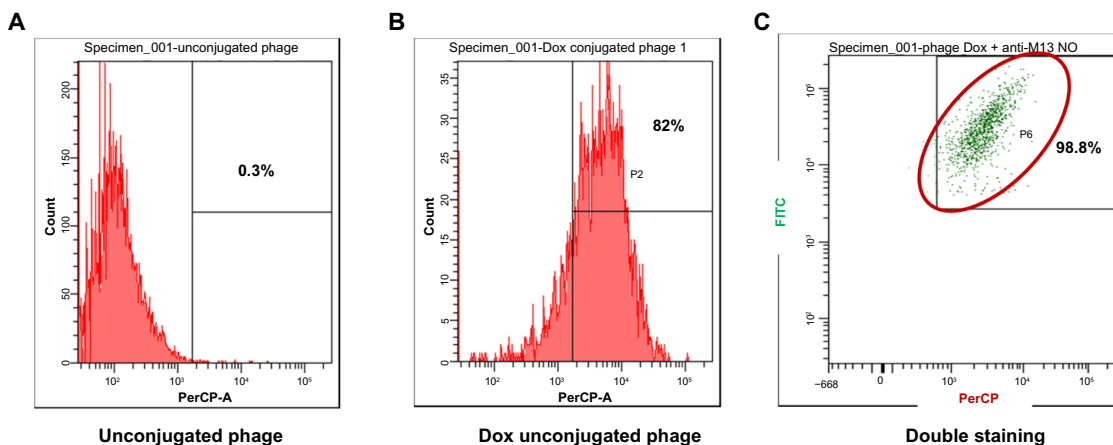 A
Specimen_001-unconjugated phage
200
150
100
50
0
Count
0.3%
10²
10³
10⁴
10⁵
PerCP-A
Unconjugated phage
B
Specimen_001-Dox conjugated phage 1
35
30
25
20
15
10
5
0
Count
82%
P2
10²
10³
10⁴
10⁵
PerCP-A
Dox unconjugated phage
C
Specimen_001-phage Dox + anti-M13 NO
10⁵
10⁴
10³
10²
FITC
P6
98.8%
−668
0
10³
10⁴
10⁵
PerCP
Double staining